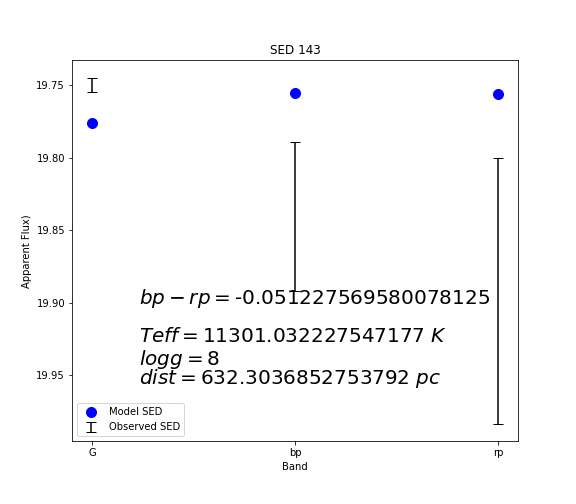 SED 143
19.75
19.80
19.85
19.90
19.95
Apparent Flux)
bp − rp = -0.051227569580078125
Teff = 11301.032227547177 K
logg = 8
dist = 632.3036852753792 pc
Model SED
Observed SED
G
bp
rp
Band